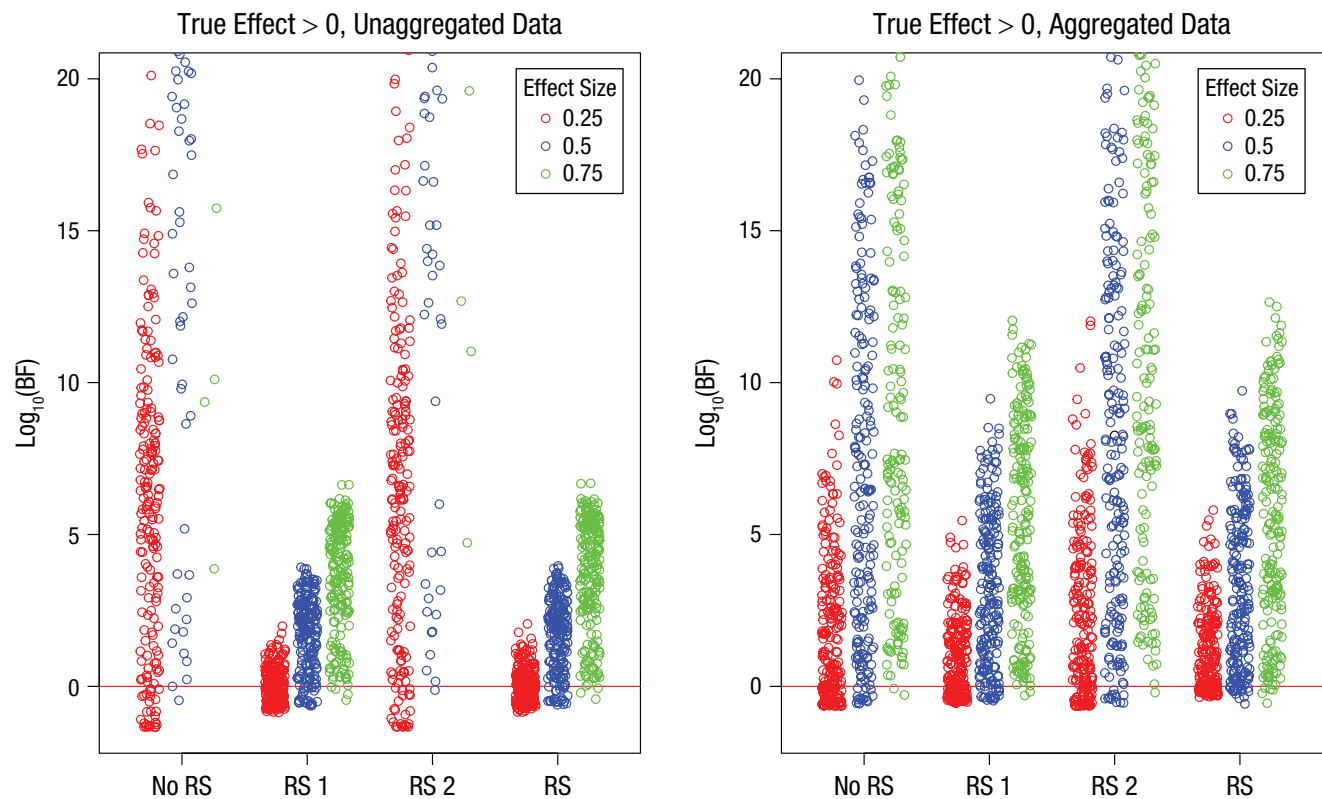 True Effect > 0, Unaggregated Data
Log₁₀(BF)
20
15
10
5
0
Effect Size
0.25
0.5
0.75
No RS RS 1 RS 2 RS
True Effect > 0, Aggregated Data
Log₁₀(BF)
20
15
10
5
0
Effect Size
0.25
0.5
0.75
No RS RS 1 RS 2 RS